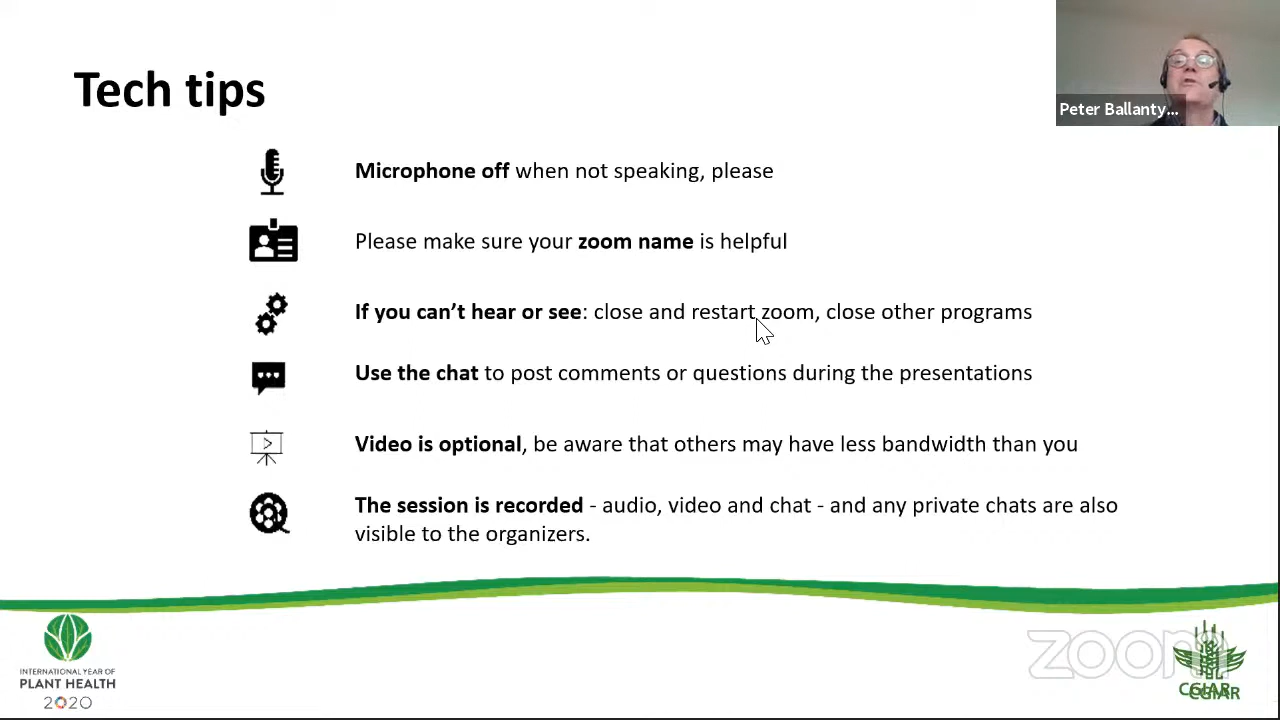 Tech tips
Peter Ballanty...
Microphone off when not speaking, please
Please make sure your zoom name is helpful
If you can’t hear or see: close and restart zoom, close other programs
Use the chat to post comments or questions during the presentations
Video is optional, be aware that others may have less bandwidth than you
The session is recorded - audio, video and chat - and any private chats are also
visible to the organizers.
INTERNATIONAL YEAR OF
PLANT HEALTH
2020
zoom
CGIAR
CGIAR